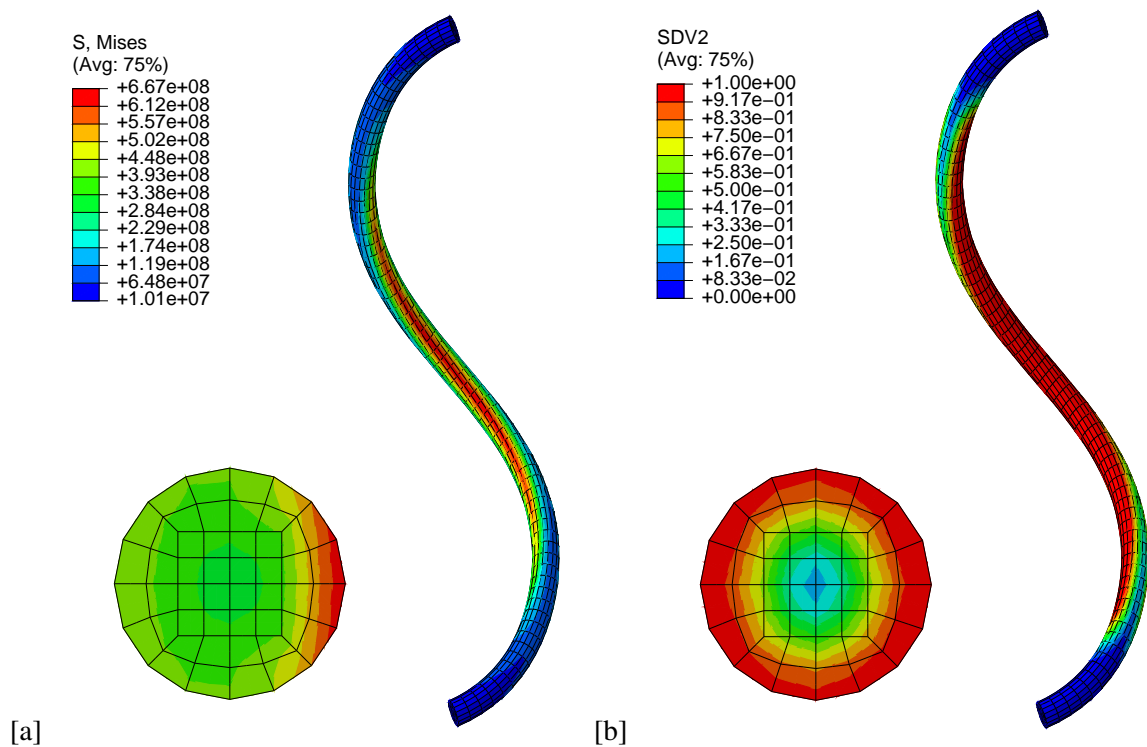 S, Mises
(Avg: 75%)
+6.67e+08
+6.12e+08
+5.57e+08
+5.02e+08
+4.48e+08
+3.93e+08
+3.38e+08
+2.84e+08
+2.29e+08
+1.74e+08
+1.19e+08
+6.48e+07
+1.01e+07
SDV2
(Avg: 75%)
+1.00e+00
+9.17e−01
+8.33e−01
+7.50e−01
+6.67e−01
+5.83e−01
+5.00e−01
+4.17e−01
+3.33e−01
+2.50e−01
+1.67e−01
+8.33e−02
+0.00e+00
[a]
[b]